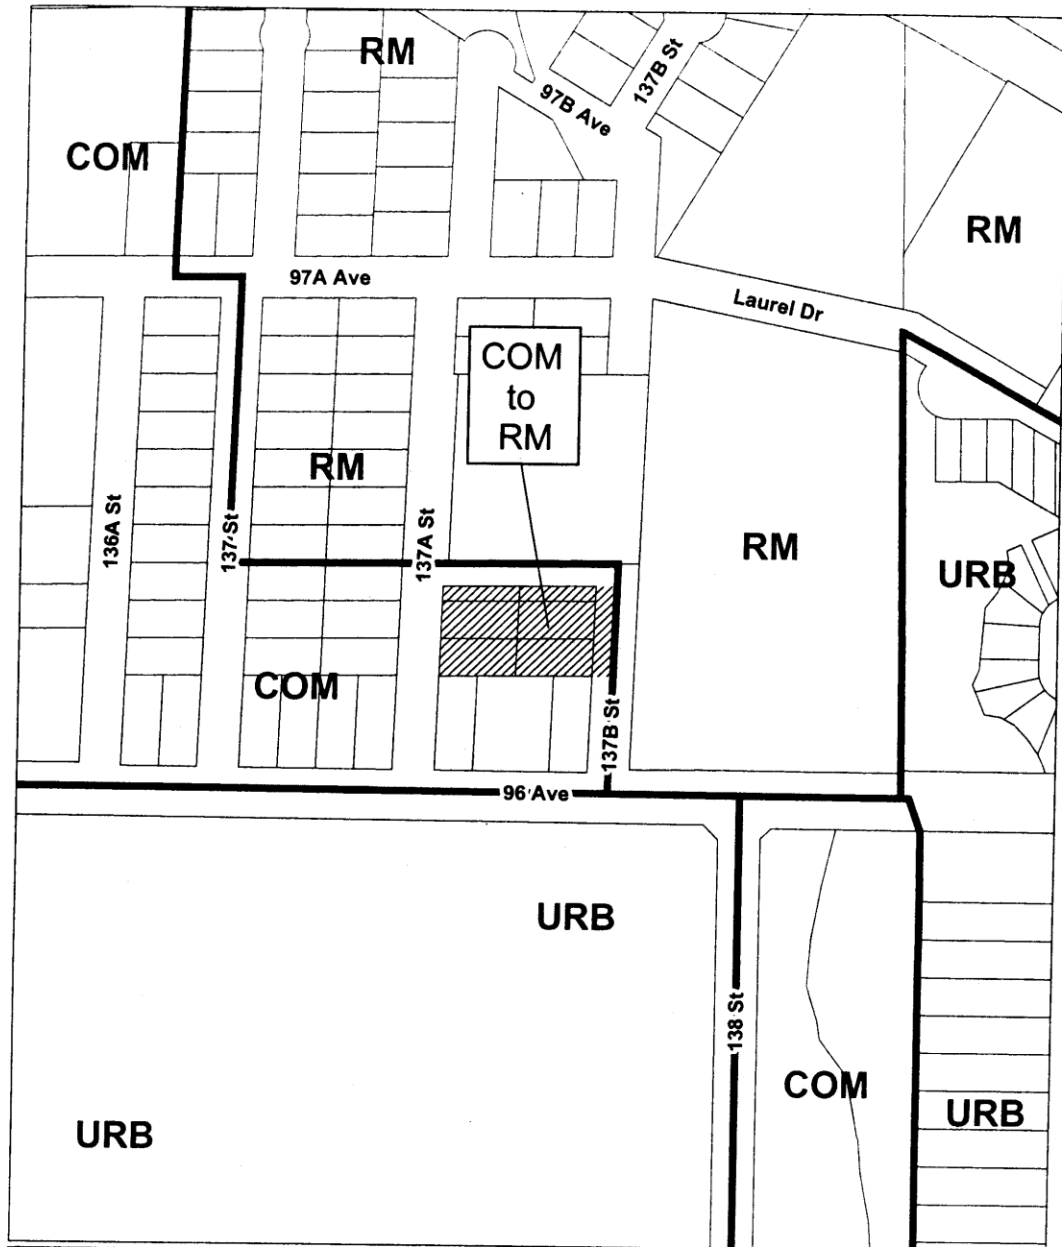 RM
137B St
97B Ave
COM
RM
97A Ave
Laurel Dr
COM
to
RM
RM
136A St
137 St
137A St
RM
URB
COM
137B St
96 Ave
URB
138 St
COM
URB
URB